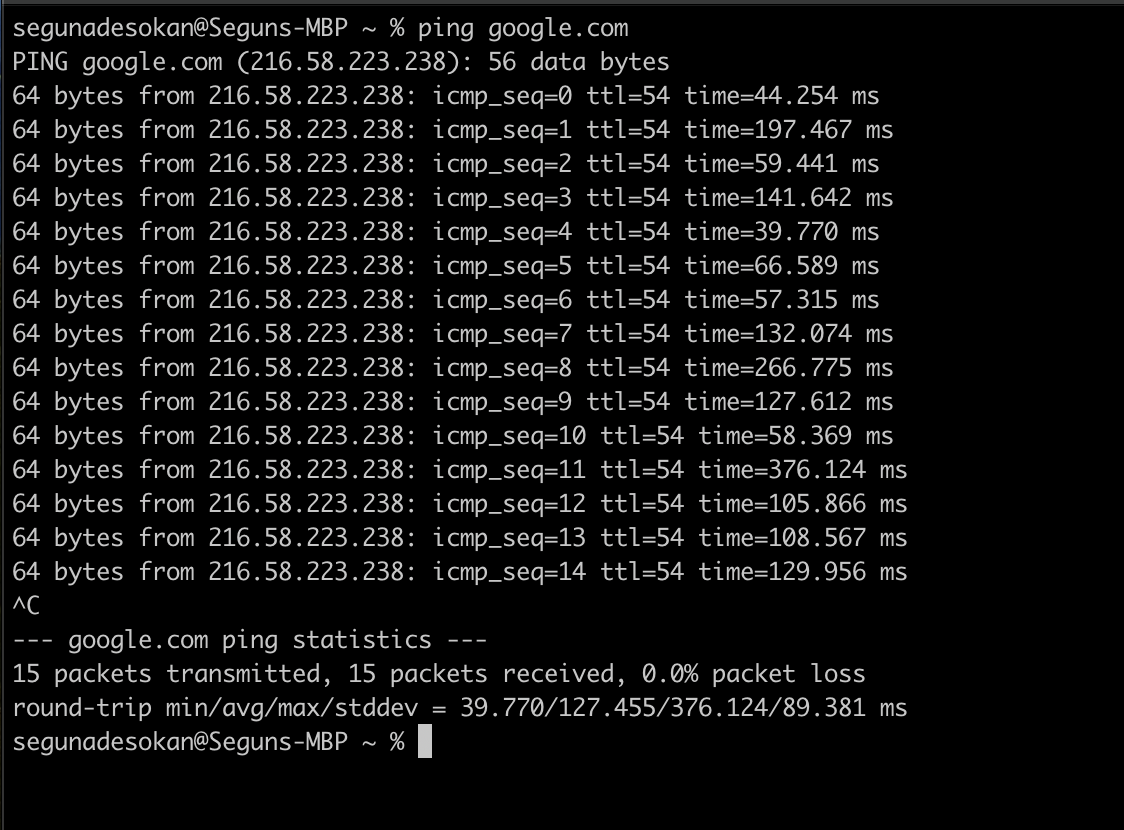 segunadesokan@Seguns-MBP ~ % ping google.com
PING google.com (216.58.223.238): 56 data bytes
64 bytes from 216.58.223.238: icmp_seq=0 ttl=54 time=44.254 ms
64 bytes from 216.58.223.238: icmp_seq=1 ttl=54 time=197.467 ms
64 bytes from 216.58.223.238: icmp_seq=2 ttl=54 time=59.441 ms
64 bytes from 216.58.223.238: icmp_seq=3 ttl=54 time=141.642 ms
64 bytes from 216.58.223.238: icmp_seq=4 ttl=54 time=39.770 ms
64 bytes from 216.58.223.238: icmp_seq=5 ttl=54 time=66.589 ms
64 bytes from 216.58.223.238: icmp_seq=6 ttl=54 time=57.315 ms
64 bytes from 216.58.223.238: icmp_seq=7 ttl=54 time=132.074 ms
64 bytes from 216.58.223.238: icmp_seq=8 ttl=54 time=266.775 ms
64 bytes from 216.58.223.238: icmp_seq=9 ttl=54 time=127.612 ms
64 bytes from 216.58.223.238: icmp_seq=10 ttl=54 time=58.369 ms
64 bytes from 216.58.223.238: icmp_seq=11 ttl=54 time=376.124 ms
64 bytes from 216.58.223.238: icmp_seq=12 ttl=54 time=105.866 ms
64 bytes from 216.58.223.238: icmp_seq=13 ttl=54 time=108.567 ms
64 bytes from 216.58.223.238: icmp_seq=14 ttl=54 time=129.956 ms
^C
--- google.com ping statistics ---
15 packets transmitted, 15 packets received, 0.0% packet loss
round-trip min/avg/max/stddev = 39.770/127.455/376.124/89.381 ms
segunadesokan@Seguns-MBP ~ %